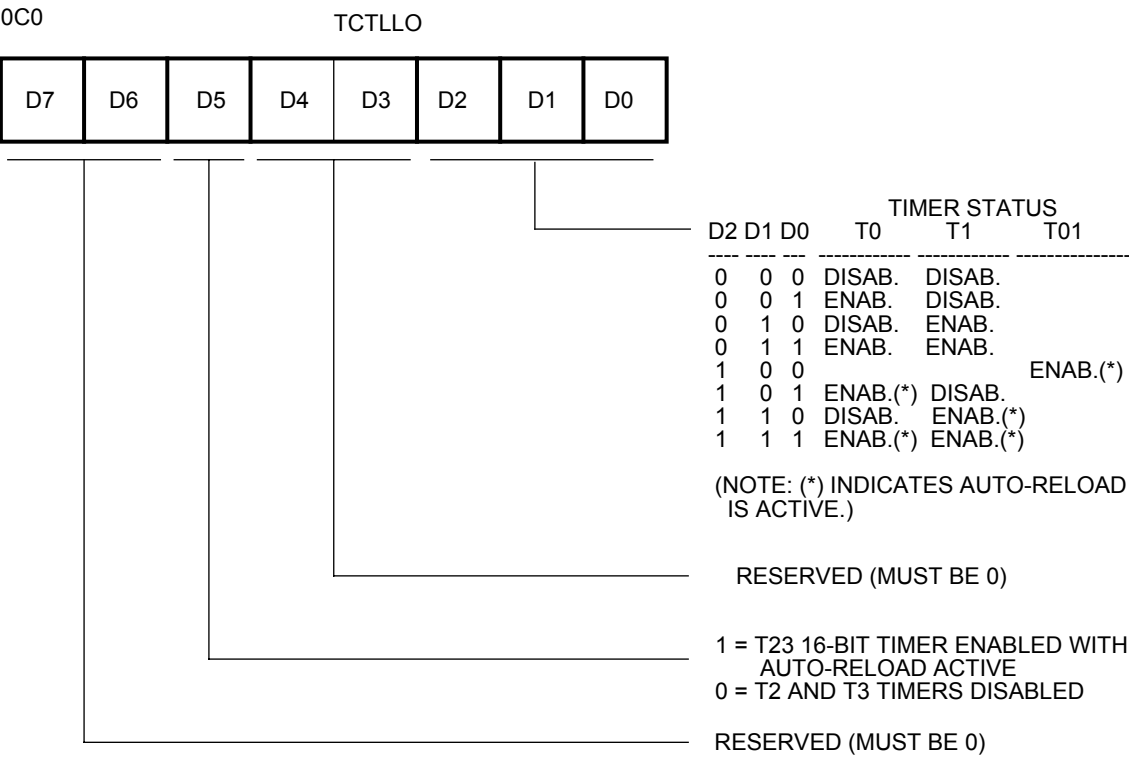 0C0
TCTLLO
D7 D6 D5 D4 D3 D2 D1 D0
TIMER STATUS
D2 D1 D0 T0 T1 T01
---- ---- --- ------------ ------------ ---------------
0 0 0 DISAB. DISAB.
0 0 1 ENAB. DISAB.
0 1 0 DISAB. ENAB.
0 1 1 ENAB. ENAB.
1 0 0 ENAB.(*)
1 0 1 ENAB.(*) DISAB.
1 1 0 DISAB. ENAB.(*)
1 1 1 ENAB.(*) ENAB.(*)
(NOTE: (*) INDICATES AUTO-RELOAD
IS ACTIVE.)
RESERVED (MUST BE 0)
1 = T23 16-BIT TIMER ENABLED WITH
AUTO-RELOAD ACTIVE
0 = T2 AND T3 TIMERS DISABLED
RESERVED (MUST BE 0)